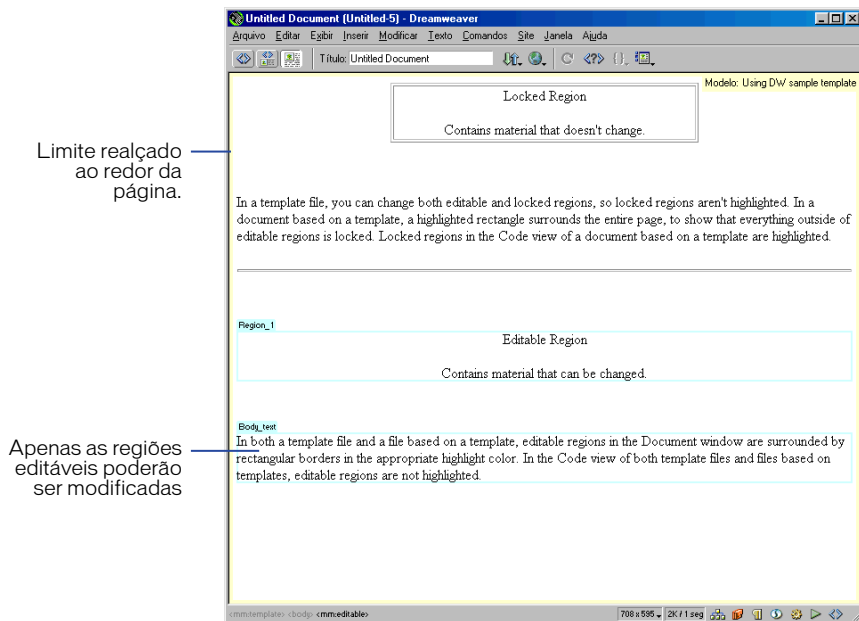 Untitled Document (Untitled-5) - Dreamweaver
Arquivo Editar Exibir Inserir Modificar Texto Comandos Site Janela Ajuda
Título: Untitled Document
Modelo: Using DW sample template
Locked Region
Contains material that doesn't change.
Limite realçado
ao redor da
página.
In a template file, you can change both editable and locked regions, so locked regions aren't highlighted. In a
document based on a template, a highlighted rectangle surrounds the entire page, to show that everything outside of
editable regions is locked. Locked regions in the Code view of a document based on a template are highlighted.
Region_1
Editable Region
Contains material that can be changed.
Apenas as regiões
editáveis poderão
ser modificadas
Body_text
In both a template file and a file based on a template, editable regions in the Document window are surrounded by
rectangular borders in the appropriate highlight color. In the Code view of both template files and files based on
templates, editable regions are not highlighted.
<mm:template> <body> <mm:editable>
708 x 595 2K / 1 seg